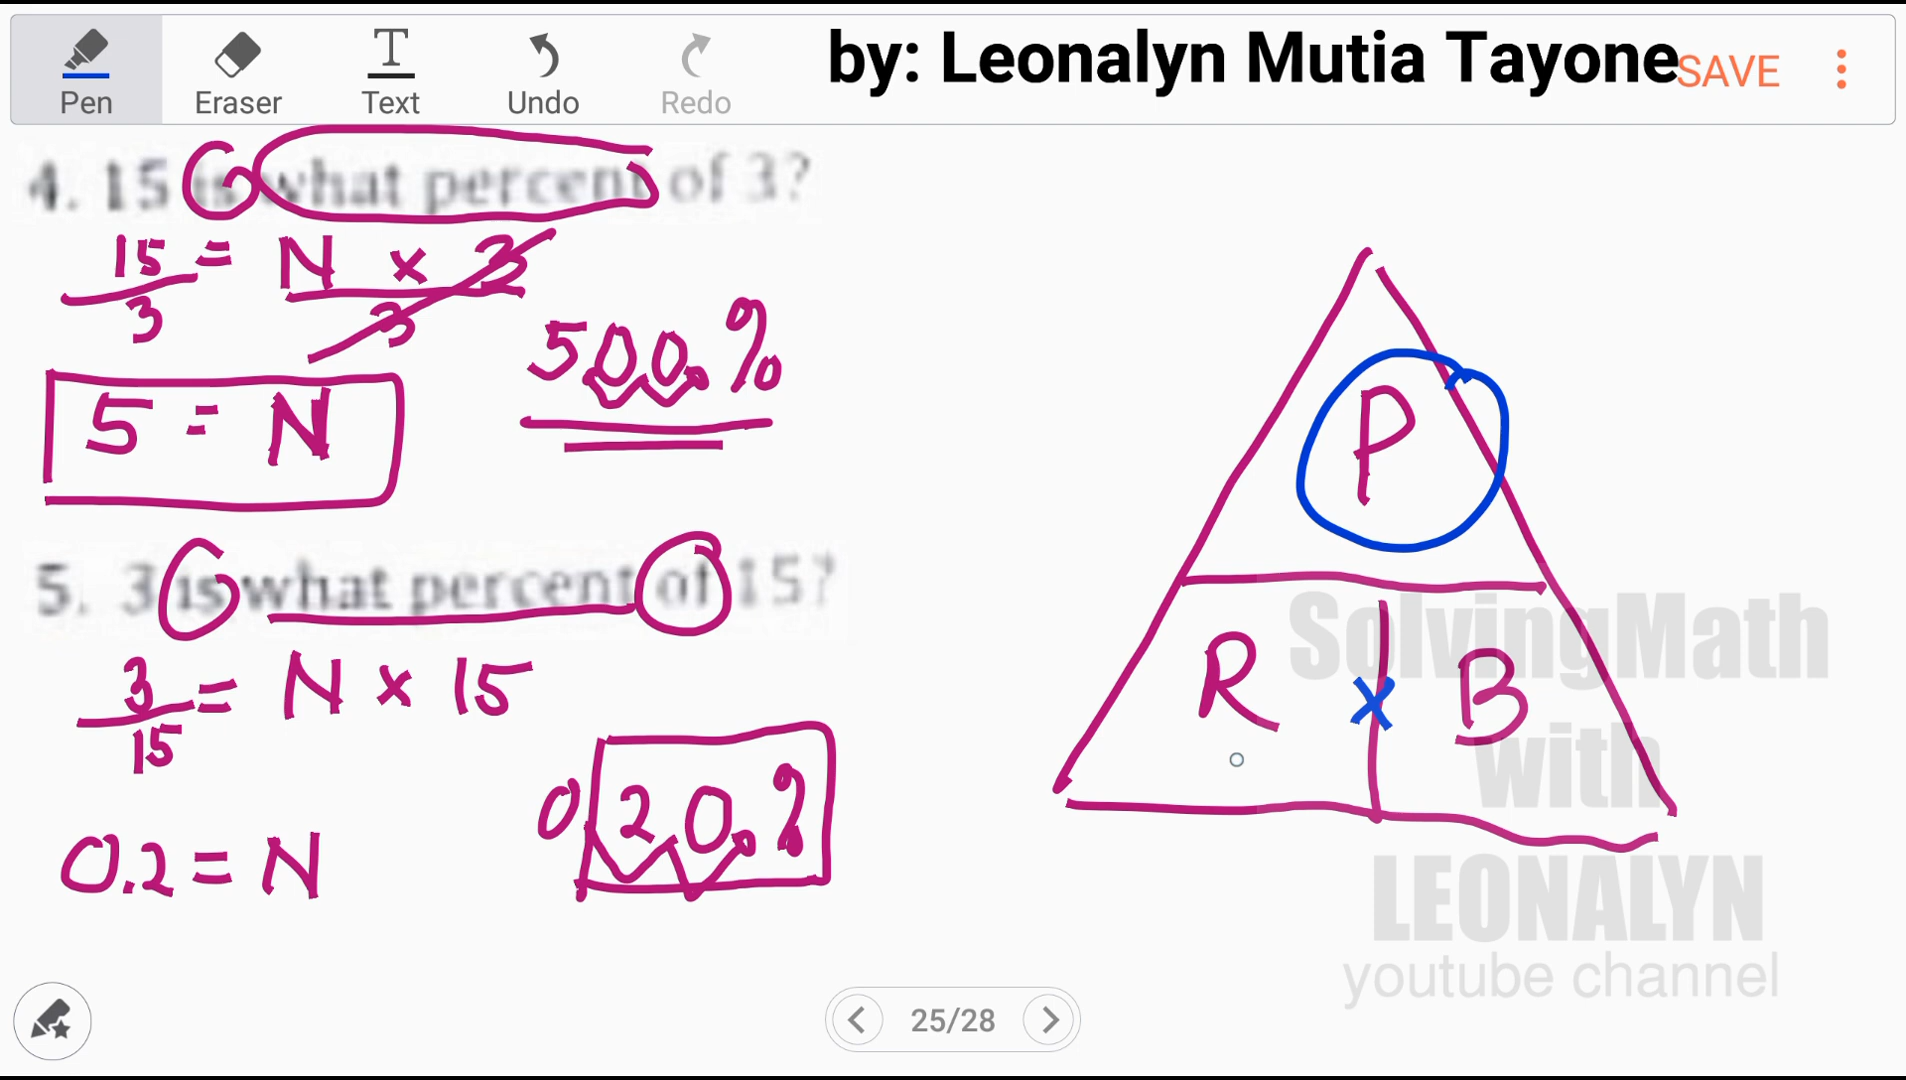 by: Leonalyn Mutia Tayone
SAVE
Pen
Eraser
Text
Undo
Redo
4. 15 is what percent of 3?
15 = N × 3
3 3
5 = N
500.%
5. 3 is what percent of 15?
3 = N × 15
15
0.2 = N
0.20.%
P
R × B
SolvingMath
with
LEONALYN
youtube channel
25/28